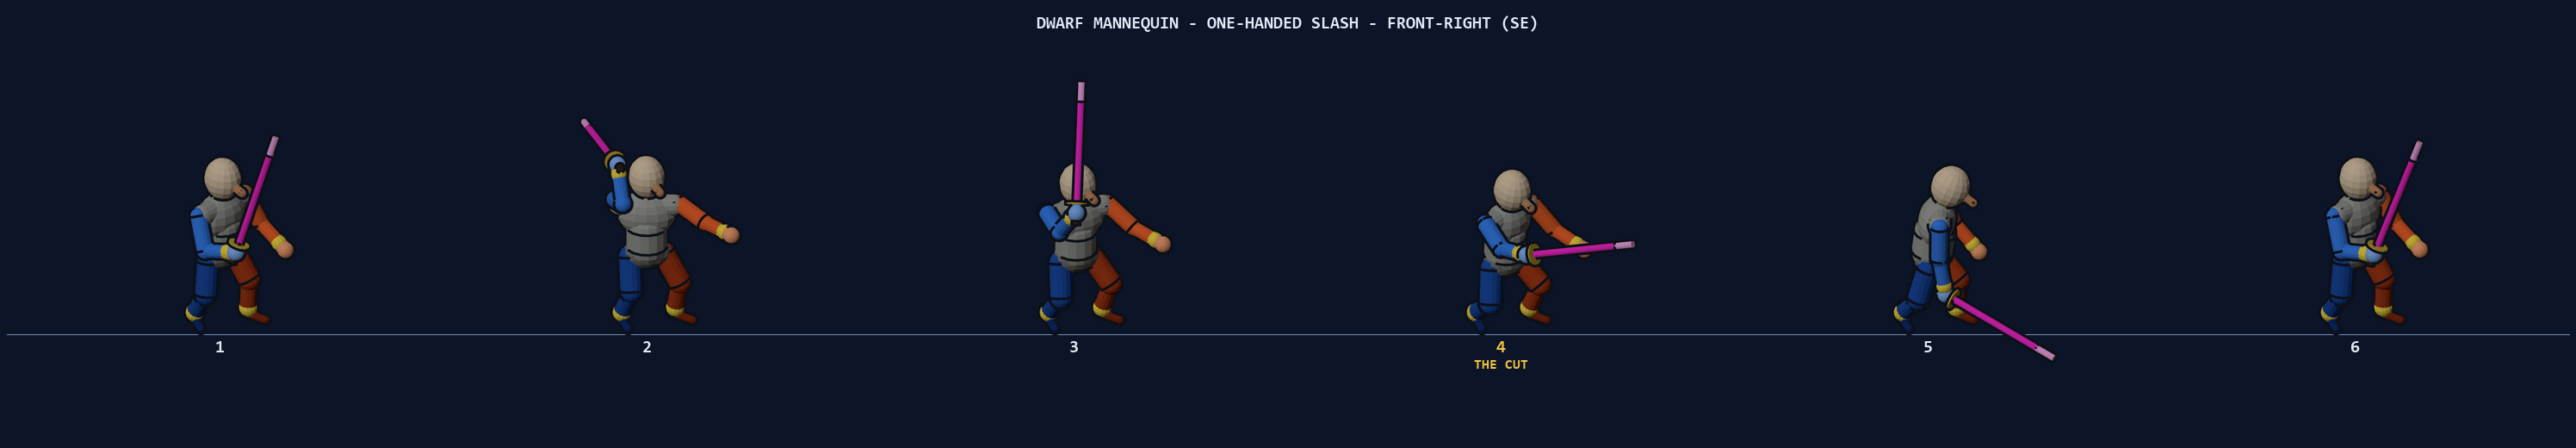 DWARF MANNEQUIN - ONE-HANDED SLASH - FRONT-RIGHT (SE)
1 2 3 4 5 6
THE CUT